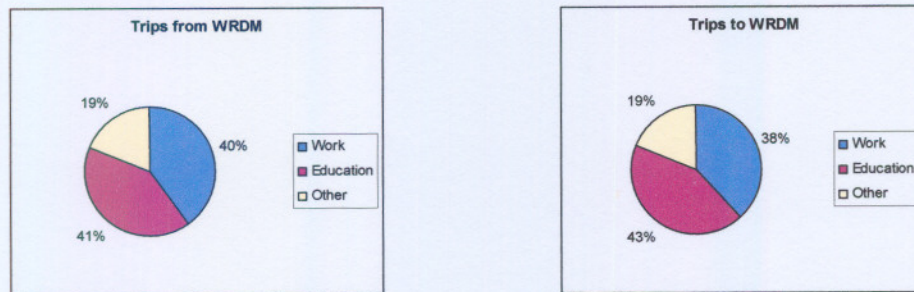 Trips from WRDM
19%
40%
41%
Work
Education
Other
Trips to WRDM
19%
38%
43%
Work
Education
Other